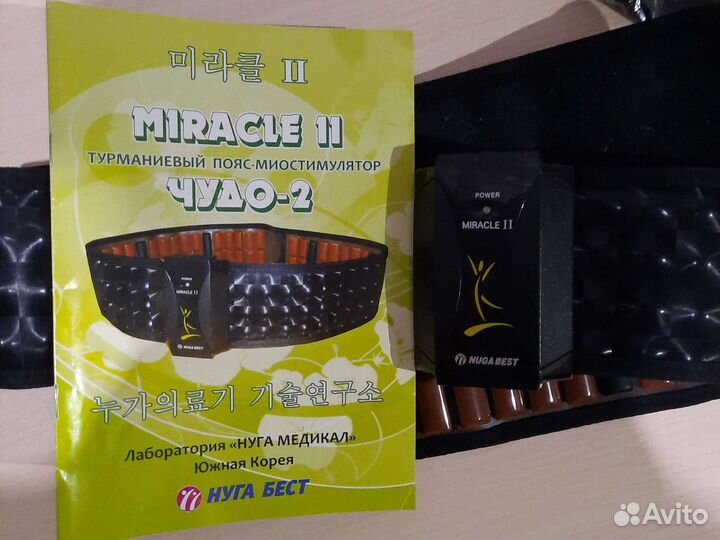 미라클 II
MIRACLE II
ТУРМАНИЕВЫЙ ПОЯС-МИОСТИМУЛЯТОР
ЧУДО-2
POWER
MIRACLE II
NUGA BEST
누가의료기 기술연구소
Лаборатория «НУГА МЕДИКАЛ»
Южная Корея
НУГА БЕСТ
POWER
MIRACLE II
NUGA BEST
Avito